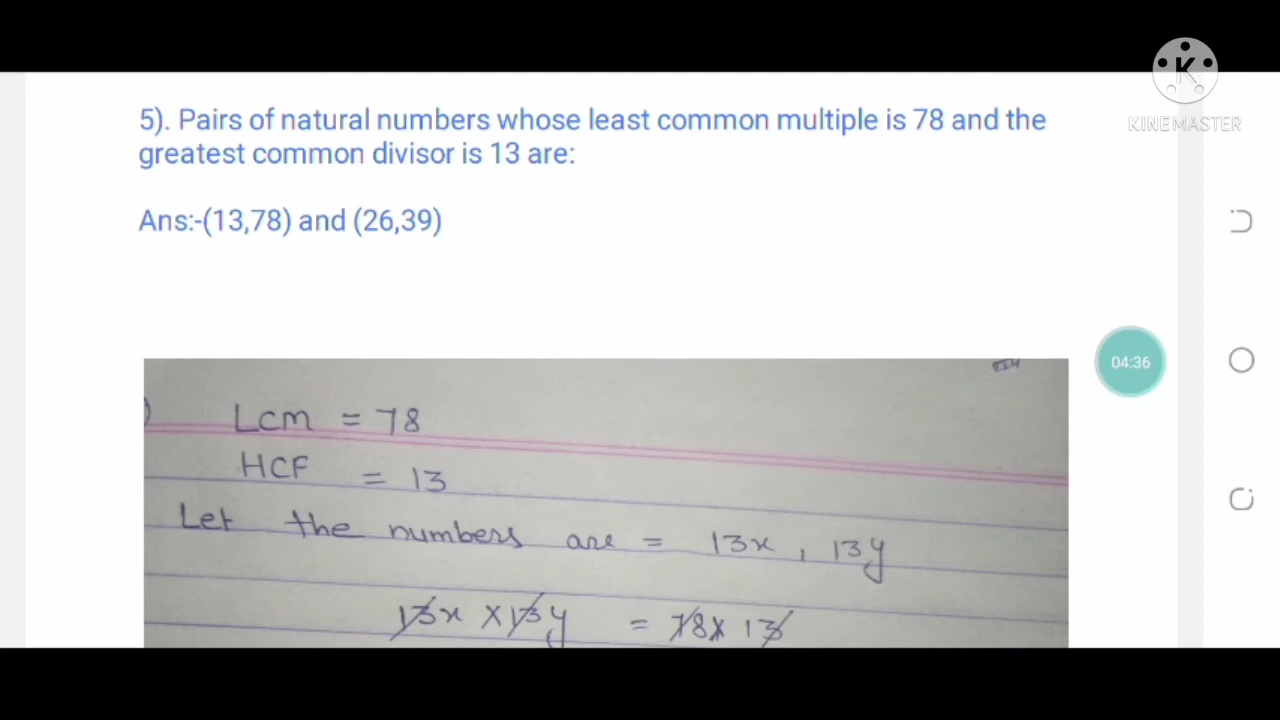 K
KINEMASTER
5). Pairs of natural numbers whose least common multiple is 78 and the
greatest common divisor is 13 are:
Ans:-(13,78) and (26,39)
04:36
Lcm = 78
HCF = 13
Let the numbers are = 13x, 13y
13x X 13y = 78 X 13